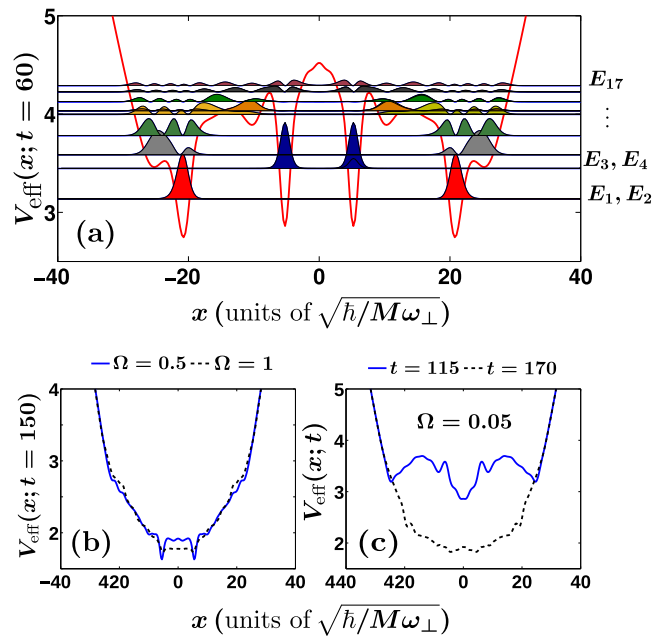 5
4
3
V_eff(x; t = 60)
E_17
⋮
E_3, E_4
E_1, E_2
(a)
−40 −20 0 20 40
x (units of √ħ/Mω_⊥)
Ω = 0.5 Ω = 1
t = 115 t = 170
4
3
2
V_eff(x; t = 150)
(b)
−40 420 0 20 40
5
4
3
2
V_eff(x; t)
Ω = 0.05
(c)
440 420 0 20 40
x (units of √ħ/Mω_⊥)